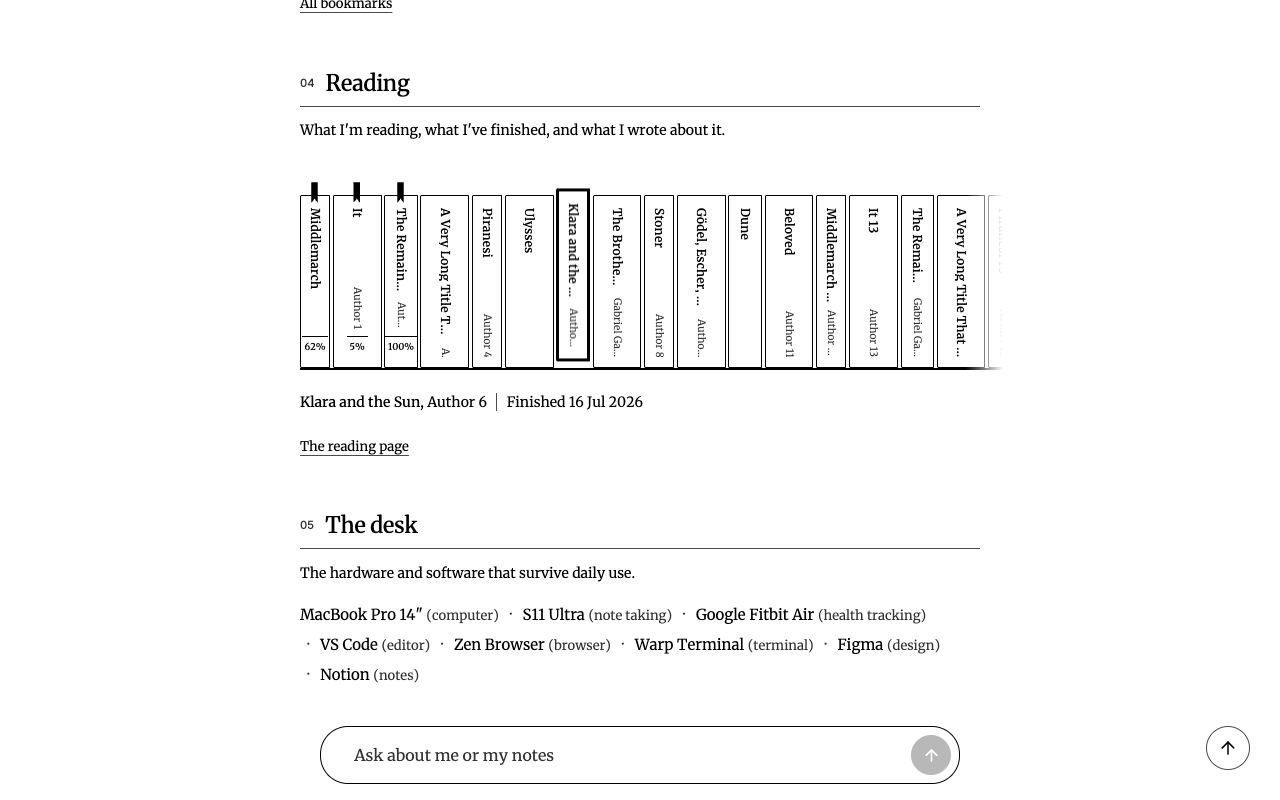 All bookmarks
04 Reading
What I'm reading, what I've finished, and what I wrote about it.
Middlemarch
62%
It
Author 1
5%
The Remain...
Aut...
100%
A Very Long Title T...
A.
Piranesi
Author 4
Ulysses
Klara and the ...
Autho...
The Brothe...
Gabriel Ga...
Stoner
Author 8
Gödel, Escher, ...
Autho...
Dune
Beloved
Author 11
Middlemarch ...
Author ...
It 13
Author 13
The Remai...
Gabriel Ga...
A Very Long Title That ...
Klara and the Sun, Author 6 | Finished 16 Jul 2026
The reading page
05 The desk
The hardware and software that survive daily use.
MacBook Pro 14" (computer) · S11 Ultra (note taking) · Google Fitbit Air (health tracking)
· VS Code (editor) · Zen Browser (browser) · Warp Terminal (terminal) · Figma (design)
· Notion (notes)
Ask about me or my notes